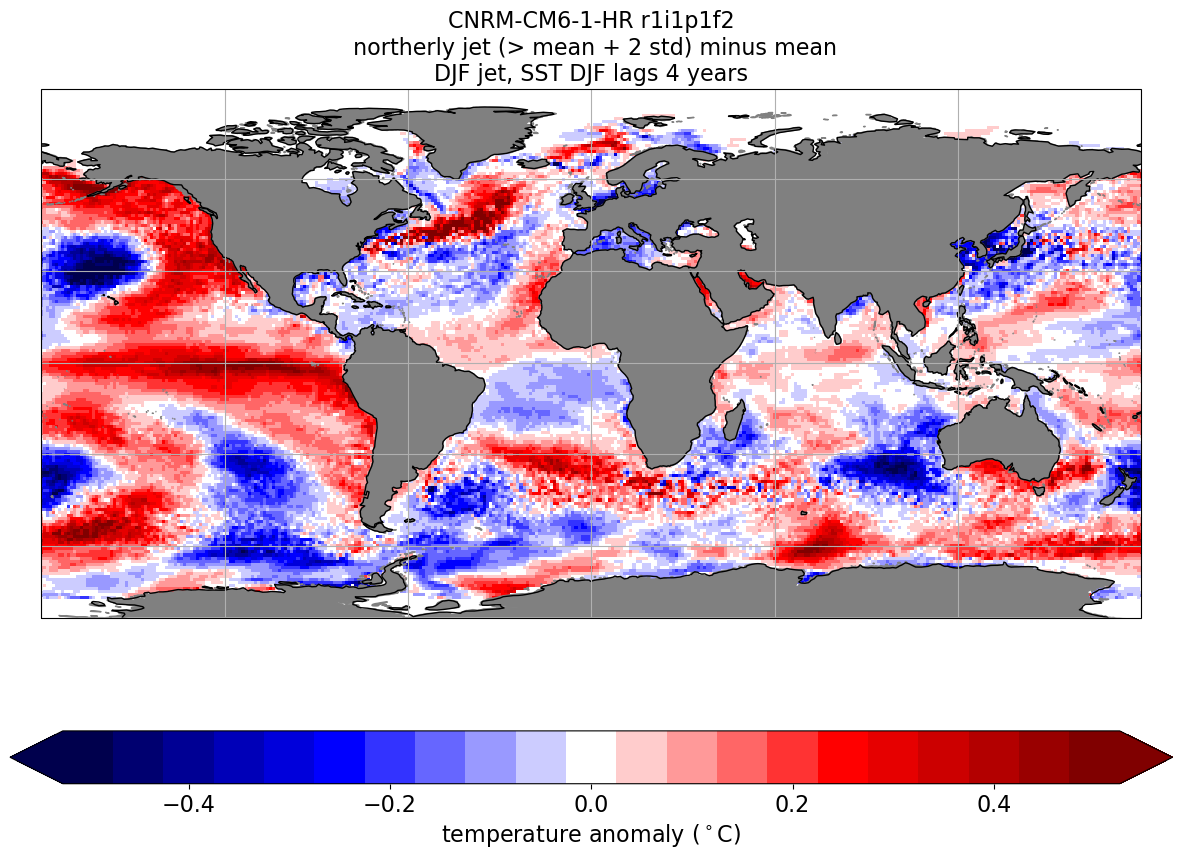 CNRM-CM6-1-HR r1i1p1f2
northerly jet (> mean + 2 std) minus mean
DJF jet, SST DJF lags 4 years
−0.4 −0.2 0.0 0.2 0.4
temperature anomaly (°C)